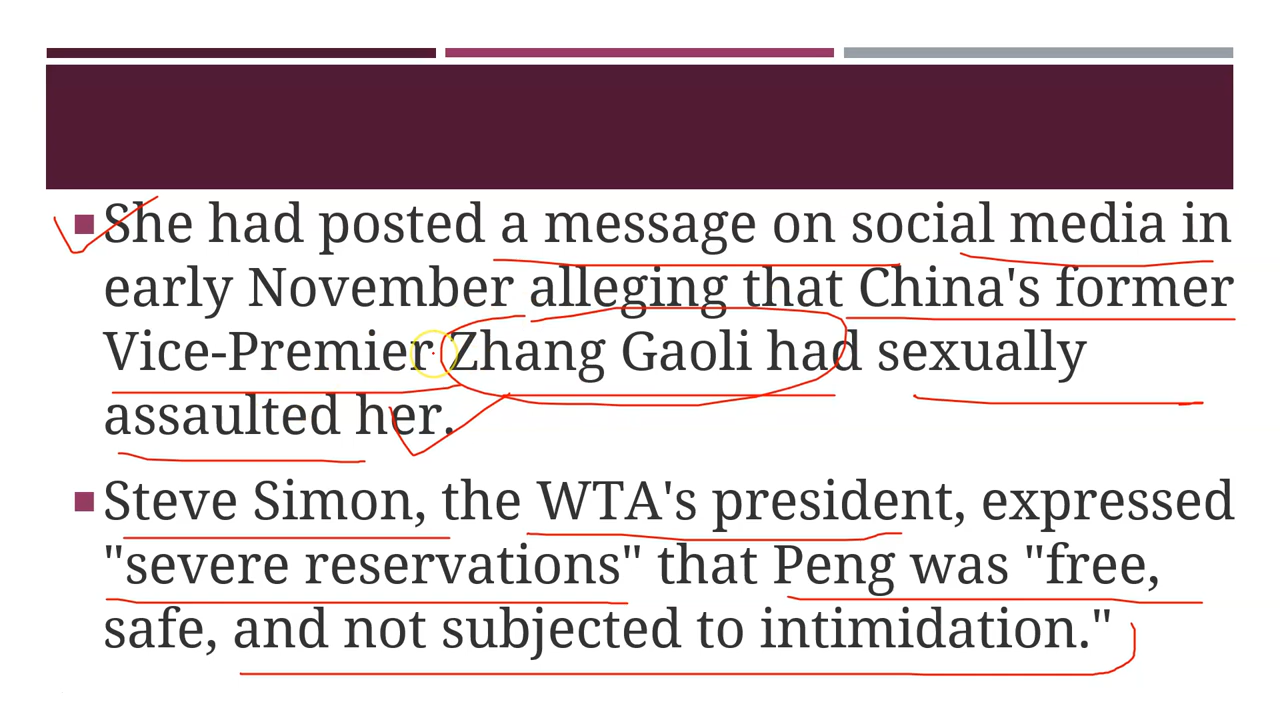 She had posted a message on social media in
early November alleging that China's former
Vice-Premier Zhang Gaoli had sexually
assaulted her.
Steve Simon, the WTA's president, expressed
"severe reservations" that Peng was "free,
safe, and not subjected to intimidation."